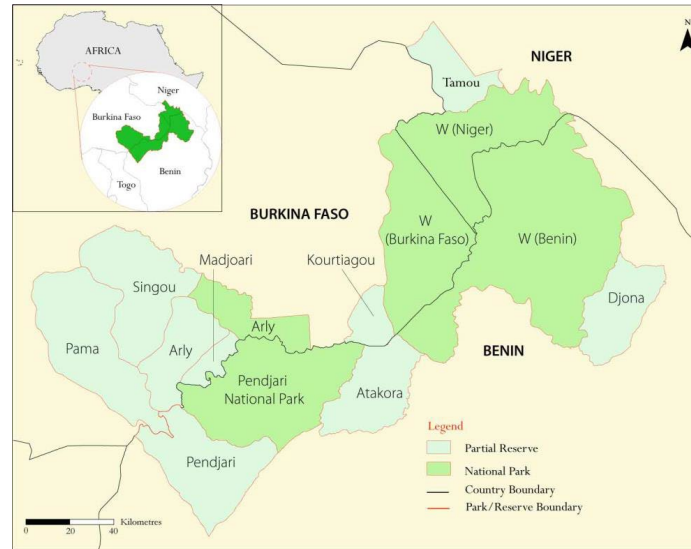 N
AFRICA
Niger
Burkina Faso
Benin
Togo
NIGER
Tamou
W (Niger)
BURKINA FASO
W
(Burkina Faso)
W (Benin)
Madjoari
Kourtiagou
Singou
Djona
Arly
Pama
Arly
BENIN
Pendjari
National Park
Atakora
Pendjari
Legend
Partial Reserve
National Park
Country Boundary
Park/Reserve Boundary
Kilometres
0 20 40